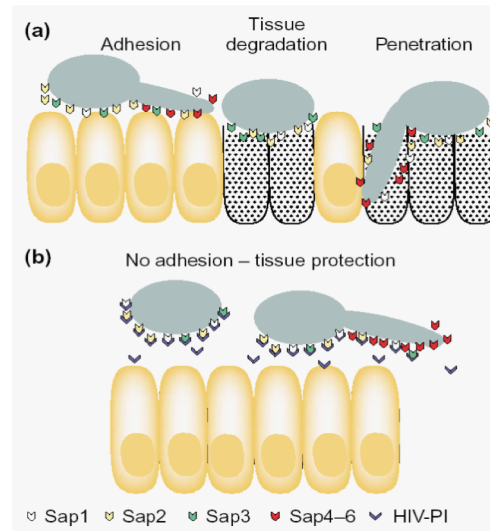 (a)
Adhesion
Tissue
degradation
Penetration
(b)
No adhesion – tissue protection
Sap1 Sap2 Sap3 Sap4–6 HIV-PI